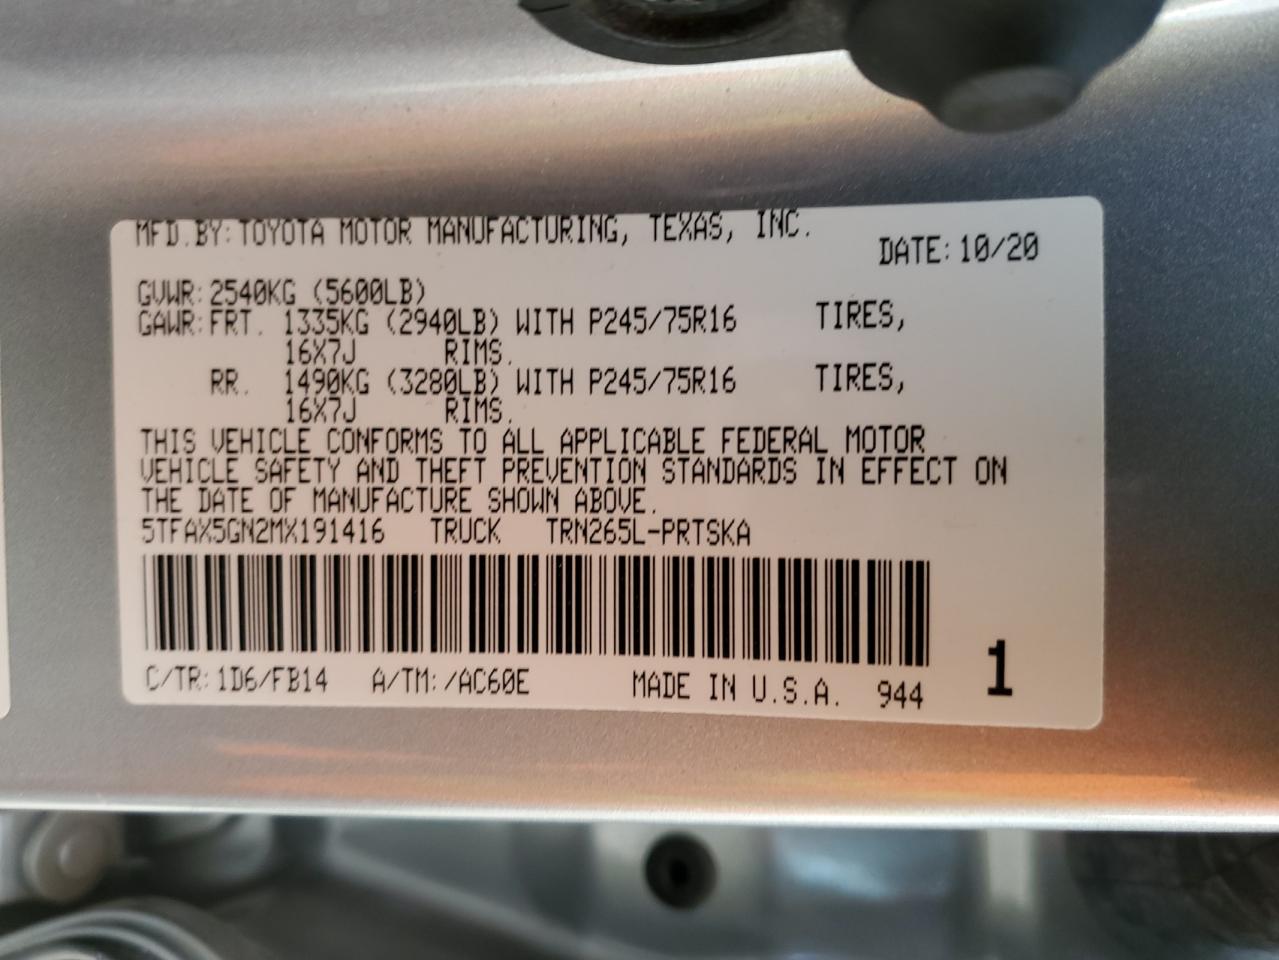 MFD.BY:TOYOTA MOTOR MANUFACTURING, TEXAS, INC.
DATE:10/20
GVWR:2540KG (5600LB)
GAWR:FRT. 1335KG (2940LB) WITH P245/75R16 TIRES,
16X7J RIMS.
RR. 1490KG (3280LB) WITH P245/75R16 TIRES,
16X7J RIMS.
THIS VEHICLE CONFORMS TO ALL APPLICABLE FEDERAL MOTOR
VEHICLE SAFETY AND THEFT PREVENTION STANDARDS IN EFFECT ON
THE DATE OF MANUFACTURE SHOWN ABOVE.
5TFAX5GN2MX191416 TRUCK TRN265L-PRTSKA
C/TR:1D6/FB14 A/TM:/AC60E MADE IN U.S.A. 944 1